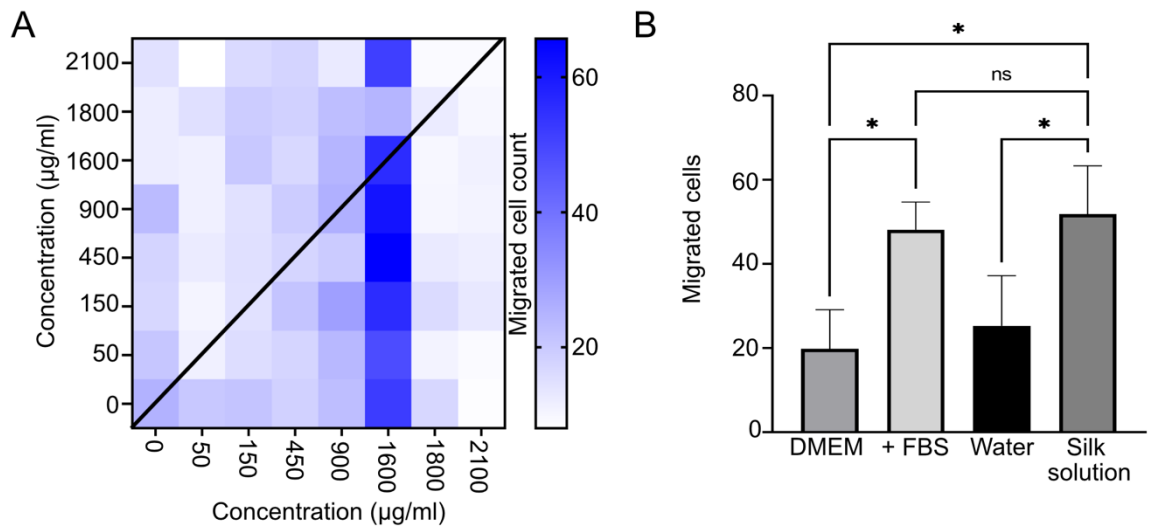 A
Concentration (µg/ml)
2100
1800
1600
900
450
150
50
0
0
50
150
450
900
1600
1800
2100
Concentration (µg/ml)
Migrated cell count
60
40
20
B
Migrated cells
80
60
40
20
0
*
ns
*
*
DMEM
+ FBS
Water
Silk
solution